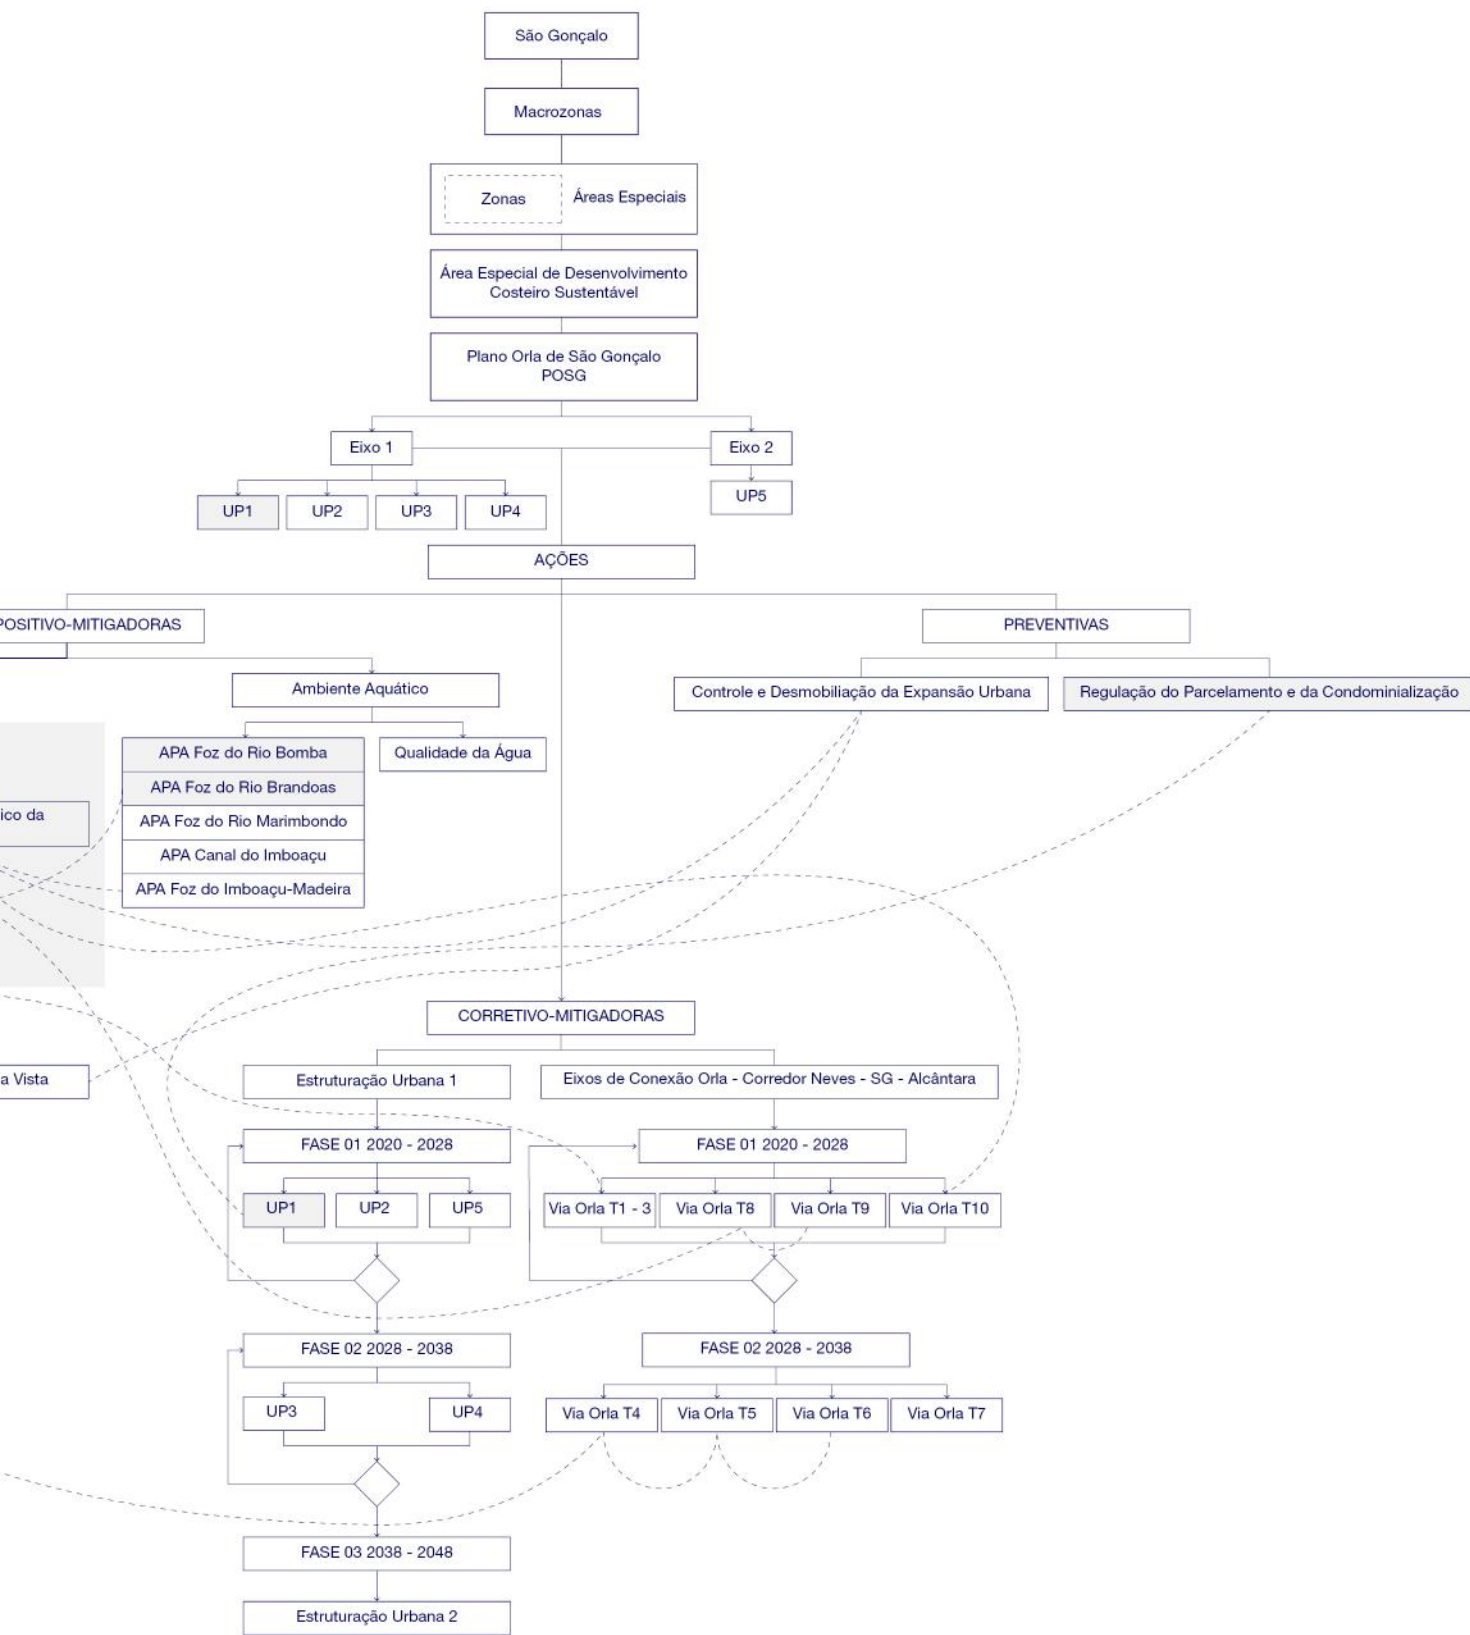 São Gonçalo
Macrozonas
Zonas
Áreas Especiais
Área Especial de Desenvolvimento
Costeiro Sustentável
Plano Orla de São Gonçalo
POSG
Eixo 1
Eixo 2
UP5
UP1
UP2
UP3
UP4
AÇÕES
POSITIVO-MITIGADORAS
PREVENTIVAS
Ambiente Aquático
Controle e Desmobiliação da Expansão Urbana
Regulação do Parcelamento e da Condominialização
APA Foz do Rio Bomba
Qualidade da Água
APA Foz do Rio Brandoas
ico da
APA Foz do Rio Marimbondo
APA Canal do Imboaçu
APA Foz do Imboaçu-Madeira
CORRETIVO-MITIGADORAS
a Vista
Estruturação Urbana 1
Eixos de Conexão Orla - Corredor Neves - SG - Alcântara
FASE 01 2020 - 2028
FASE 01 2020 - 2028
UP1
UP2
UP5
Via Orla T1 - 3
Via Orla T8
Via Orla T9
Via Orla T10
FASE 02 2028 - 2038
FASE 02 2028 - 2038
UP3
UP4
Via Orla T4
Via Orla T5
Via Orla T6
Via Orla T7
FASE 03 2038 - 2048
Estruturação Urbana 2